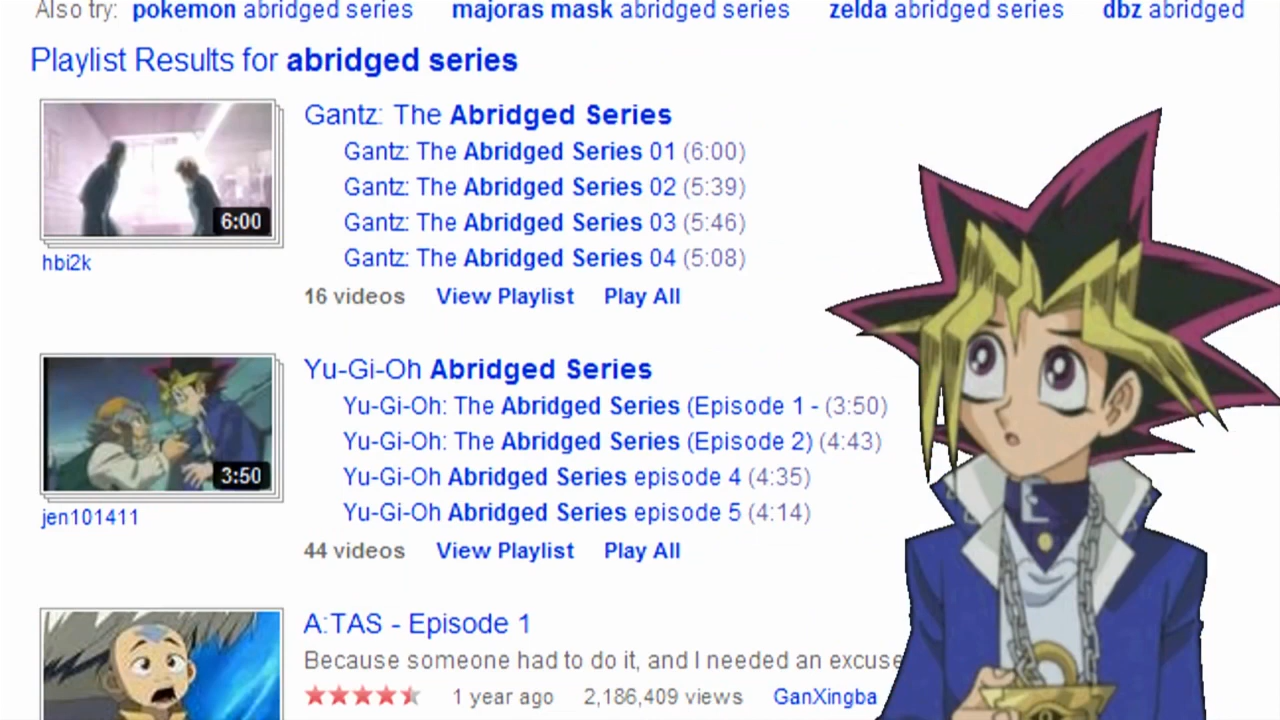 Also try: pokemon abridged series majoras mask abridged series zelda abridged series dbz abridged
Playlist Results for abridged series
6:00
hbi2k
Gantz: The Abridged Series
Gantz: The Abridged Series 01 (6:00)
Gantz: The Abridged Series 02 (5:39)
Gantz: The Abridged Series 03 (5:46)
Gantz: The Abridged Series 04 (5:08)
16 videos View Playlist Play All
3:50
jen101411
Yu-Gi-Oh Abridged Series
Yu-Gi-Oh: The Abridged Series (Episode 1 - (3:50)
Yu-Gi-Oh: The Abridged Series (Episode 2) (4:43)
Yu-Gi-Oh Abridged Series episode 4 (4:35)
Yu-Gi-Oh Abridged Series episode 5 (4:14)
44 videos View Playlist Play All
A:TAS - Episode 1
Because someone had to do it, and I needed an excuse
1 year ago 2,186,409 views GanXingba